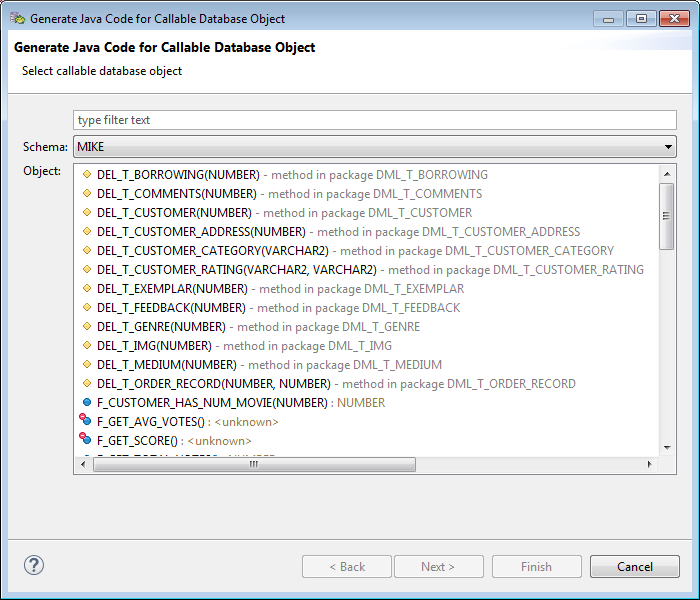 Generate Java Code for Callable Database Object
Generate Java Code for Callable Database Object
Select callable database object
type filter text
Schema: MIKE
Object:
DEL_T_BORROWING(NUMBER) - method in package DML_T_BORROWING
DEL_T_COMMENTS(NUMBER) - method in package DML_T_COMMENTS
DEL_T_CUSTOMER(NUMBER) - method in package DML_T_CUSTOMER
DEL_T_CUSTOMER_ADDRESS(NUMBER) - method in package DML_T_CUSTOMER_ADDRESS
DEL_T_CUSTOMER_CATEGORY(VARCHAR2) - method in package DML_T_CUSTOMER_CATEGORY
DEL_T_CUSTOMER_RATING(VARCHAR2, VARCHAR2) - method in package DML_T_CUSTOMER_RATING
DEL_T_EXEMPLAR(NUMBER) - method in package DML_T_EXEMPLAR
DEL_T_FEEDBACK(NUMBER) - method in package DML_T_FEEDBACK
DEL_T_GENRE(NUMBER) - method in package DML_T_GENRE
DEL_T_IMG(NUMBER) - method in package DML_T_IMG
DEL_T_MEDIUM(NUMBER) - method in package DML_T_MEDIUM
DEL_T_ORDER_RECORD(NUMBER, NUMBER) - method in package DML_T_ORDER_RECORD
F_CUSTOMER_HAS_NUM_MOVIE(NUMBER) : NUMBER
F_GET_AVG_VOTES() : <unknown>
F_GET_SCORE() : <unknown>
< Back
Next >
Finish
Cancel